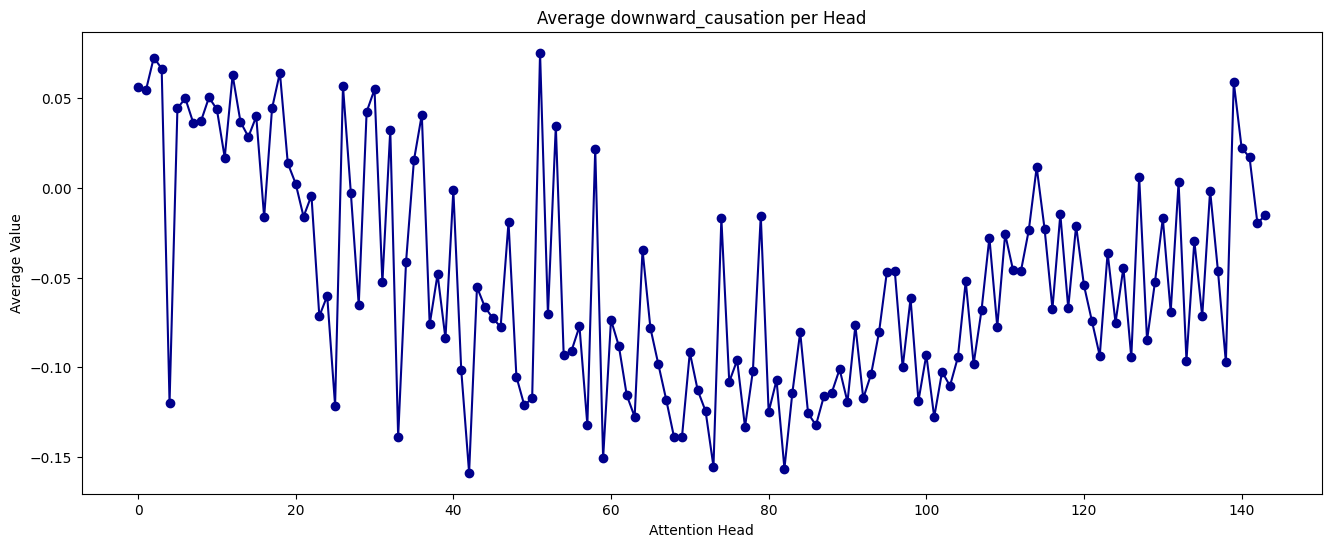 Average downward_causation per Head
Average Value
0.05
0.00
−0.05
−0.10
−0.15
0 20 40 60 80 100 120 140
Attention Head